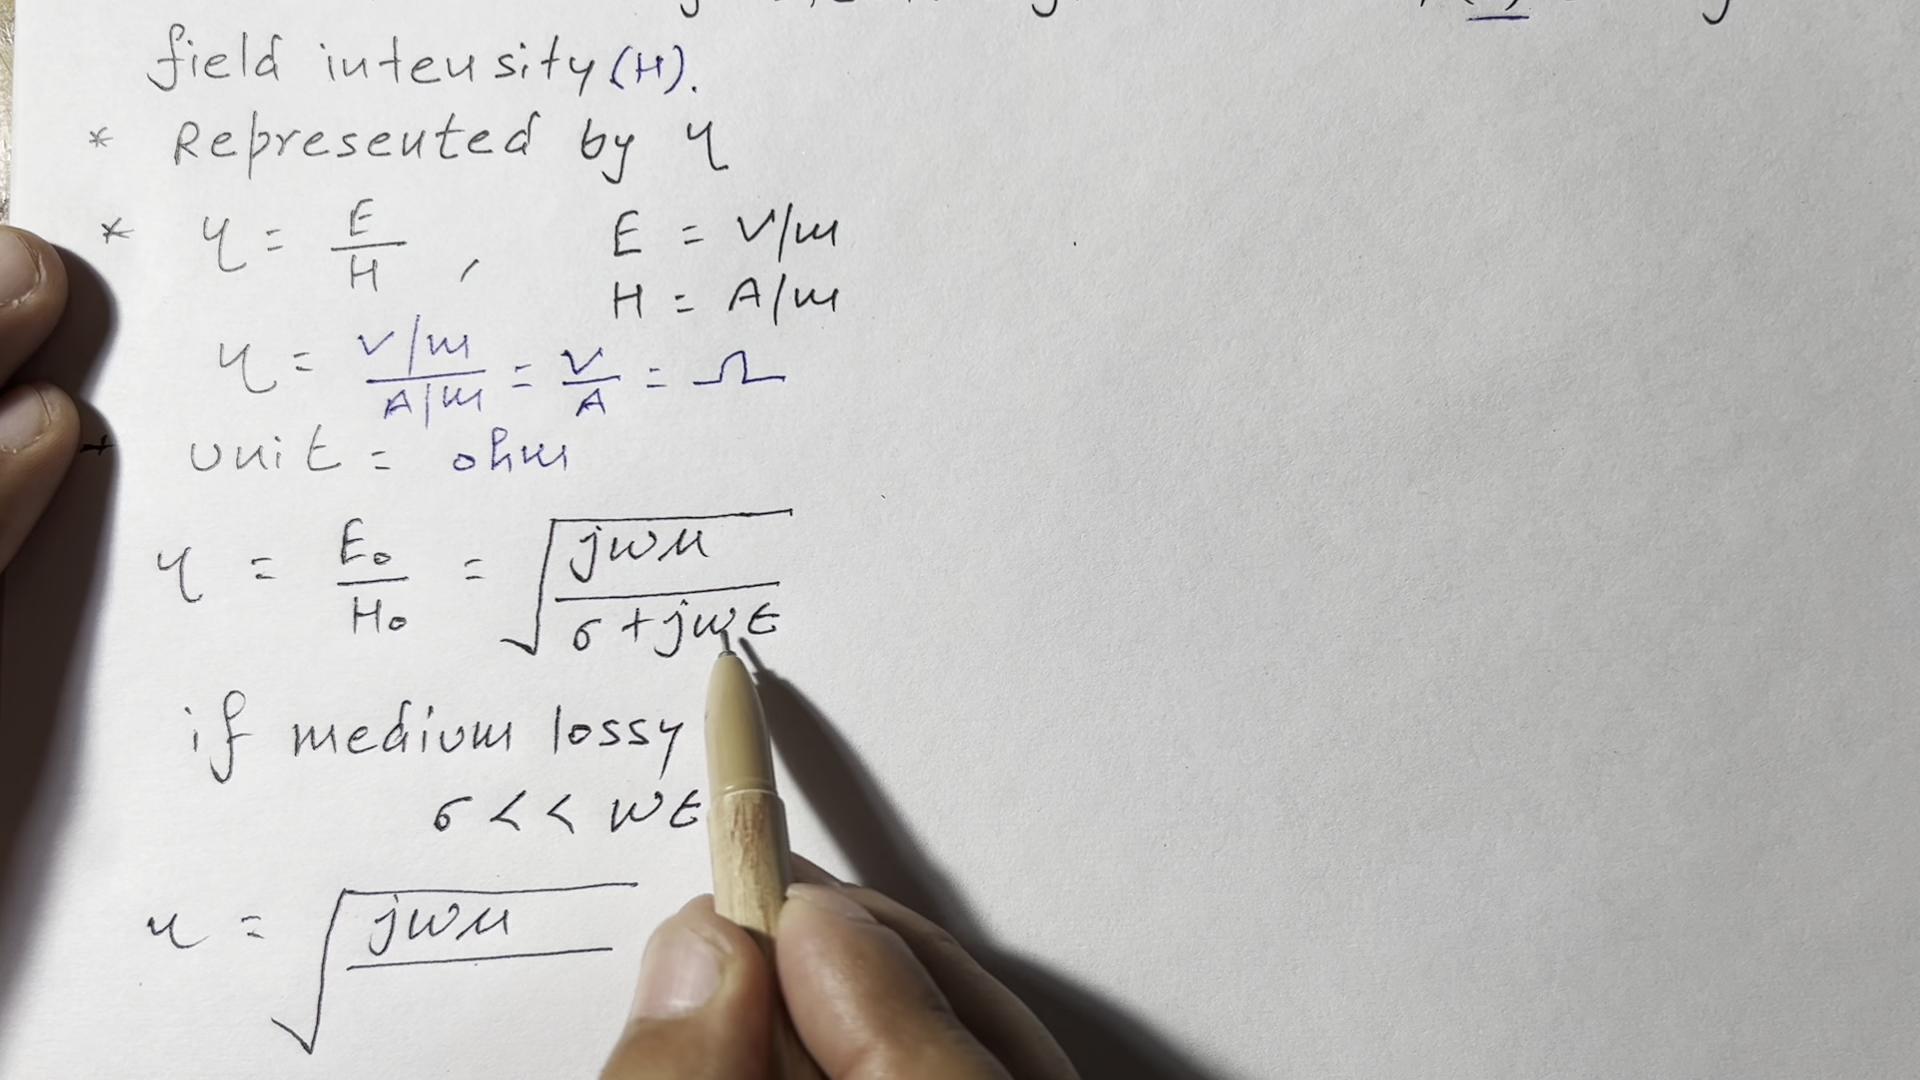 field intensity (H).
* Represented by η
* η = E/H , E = V/m
H = A/m
η = V/m / A/m = V/A = Ω
* unit = ohm
η = E₀/H₀ = √(jωμ / σ + jωε)
if medium lossy
σ << ωε
η = √(jωμ /